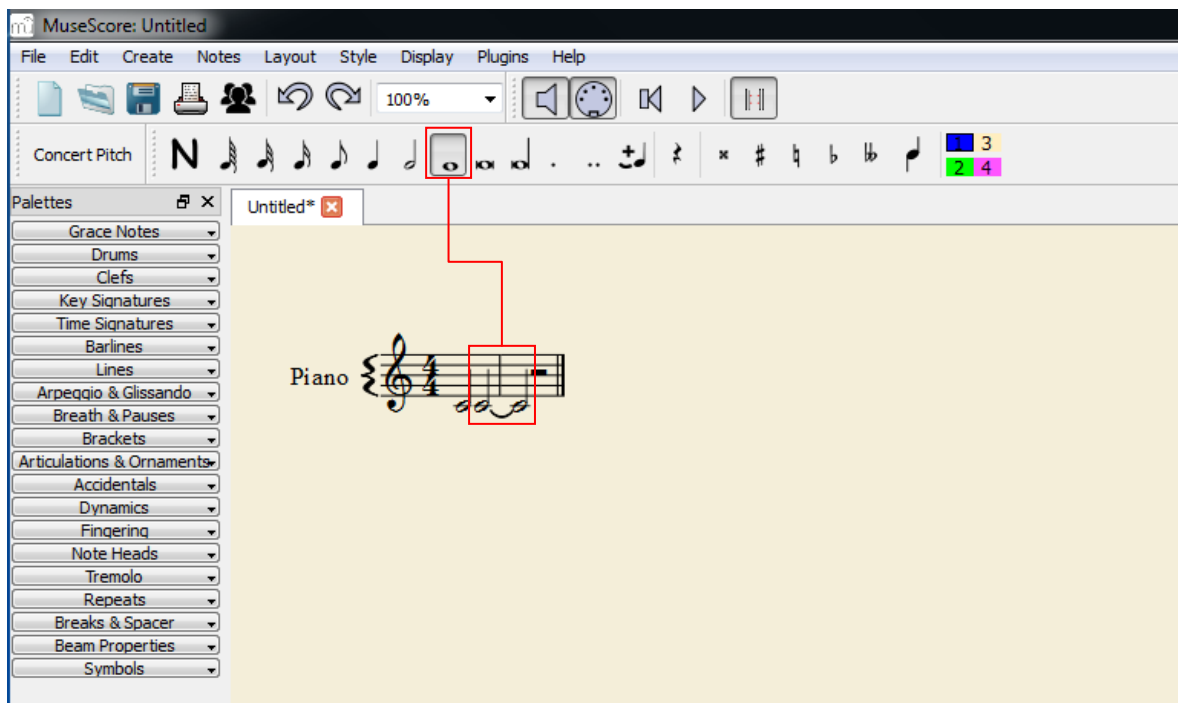 MuseScore: Untitled
File Edit Create Notes Layout Style Display Plugins Help
100%
Concert Pitch N 1 3
2 4
Palettes
Untitled*
Grace Notes
Drums
Clefs
Key Signatures
Time Signatures
Barlines
Lines
Arpeggio & Glissando
Breath & Pauses
Brackets
Articulations & Ornaments
Accidentals
Dynamics
Fingering
Note Heads
Tremolo
Repeats
Breaks & Spacer
Beam Properties
Symbols
Piano 4
4